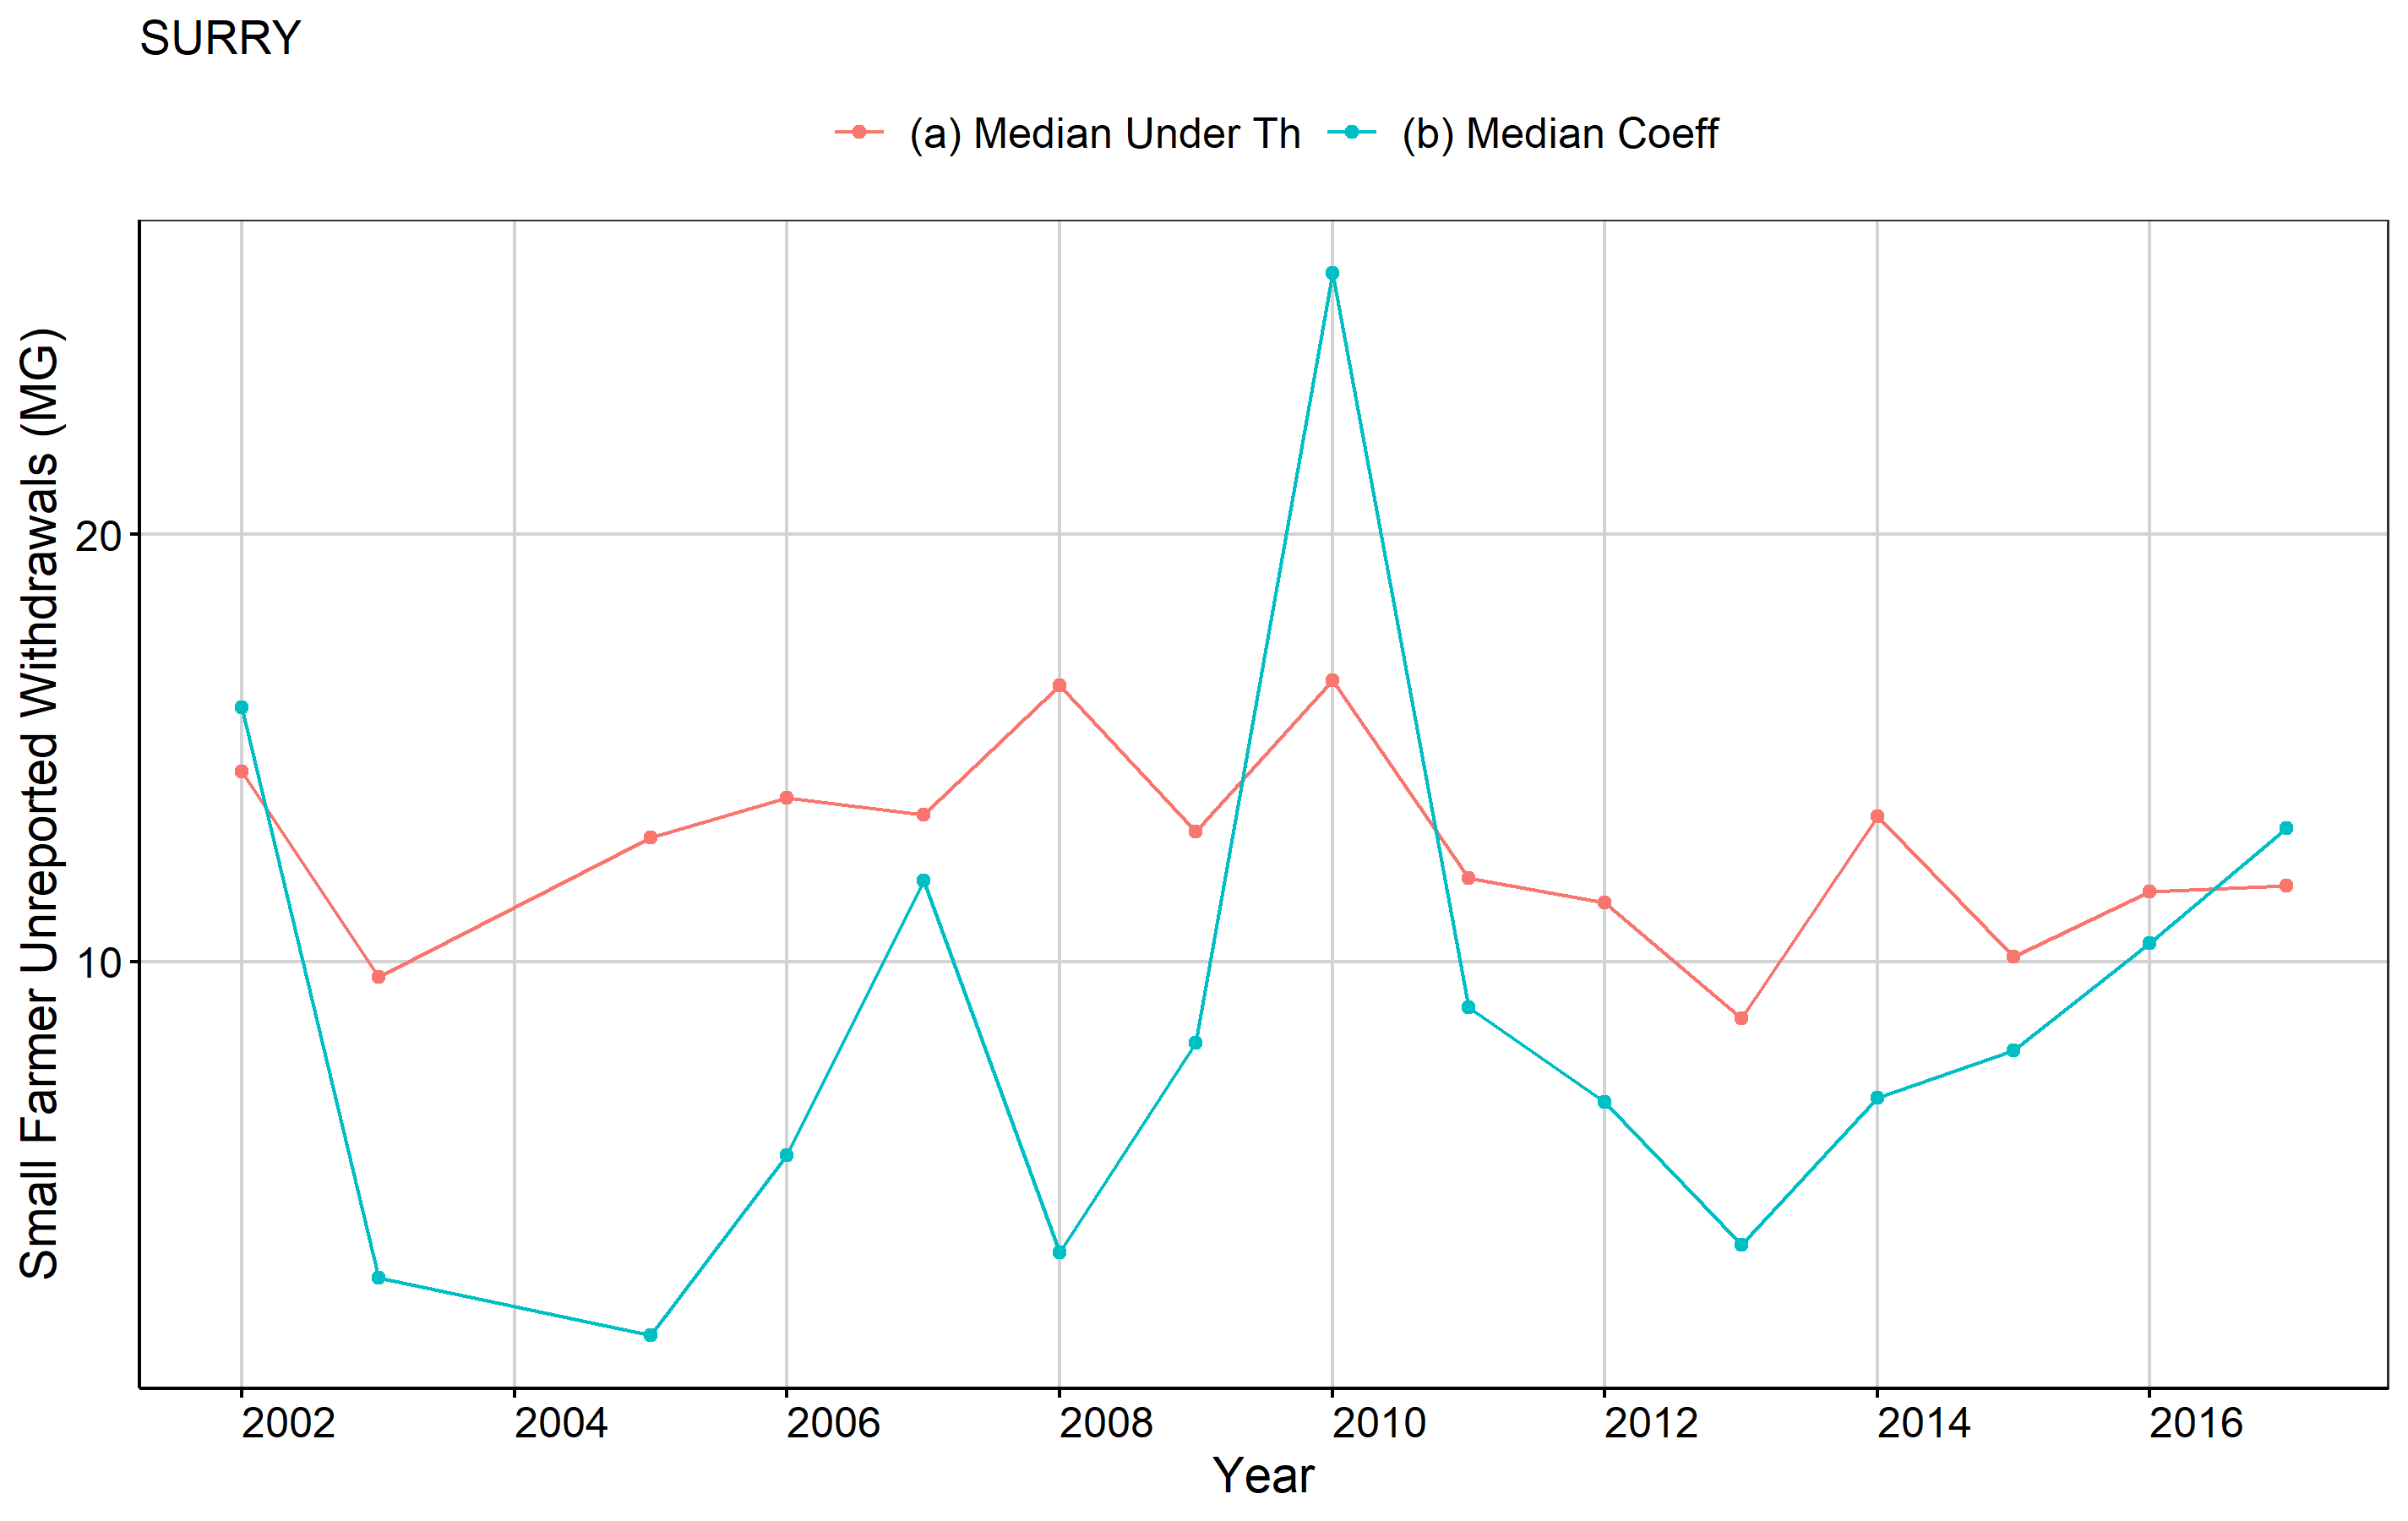 SURRY
(a) Median Under Th (b) Median Coeff
Small Farmer Unreported Withdrawals (MG)
20
10
2002 2004 2006 2008 2010 2012 2014 2016
Year